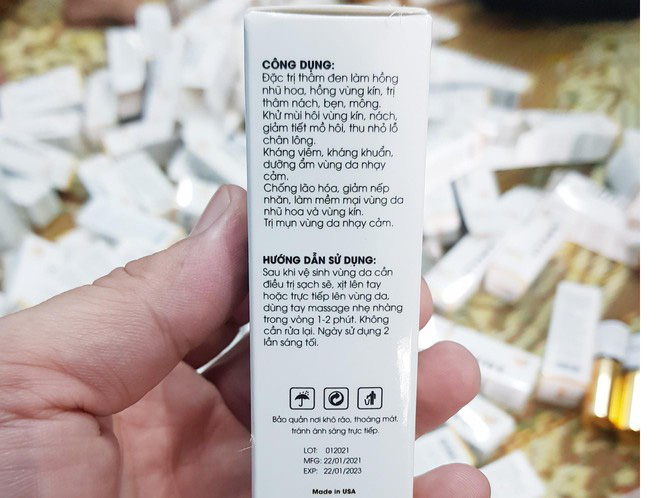 CÔNG DỤNG:
Đặc trị thâm đen làm hồng
nhũ hoa, hồng vùng kín, trị
thâm nách, bẹn, mông.
Khử mùi hôi vùng kín, nách,
giảm tiết mồ hôi, thu nhỏ lỗ
chân lông.
Kháng viêm, kháng khuẩn,
dưỡng ẩm vùng da nhạy
cảm.
Chống lão hóa, giảm nếp
nhăn, làm mềm mại vùng da
nhũ hoa và vùng kín.
Trị mụn vùng da nhạy cảm.
HƯỚNG DẪN SỬ DỤNG:
Sau khi vệ sinh vùng da cần
điều trị sạch sẽ, xịt lên tay
hoặc trực tiếp lên vùng da,
dùng tay massage nhẹ nhàng
trong vòng 1-2 phút. Không
cần rửa lại. Ngày sử dụng 2
lần sáng tối.
Bảo quản nơi khô ráo, thoáng mát,
tránh ánh sáng trực tiếp.
LOT: 012021
MFG: 22/01/2021
EXP: 22/01/2023
Made in USA